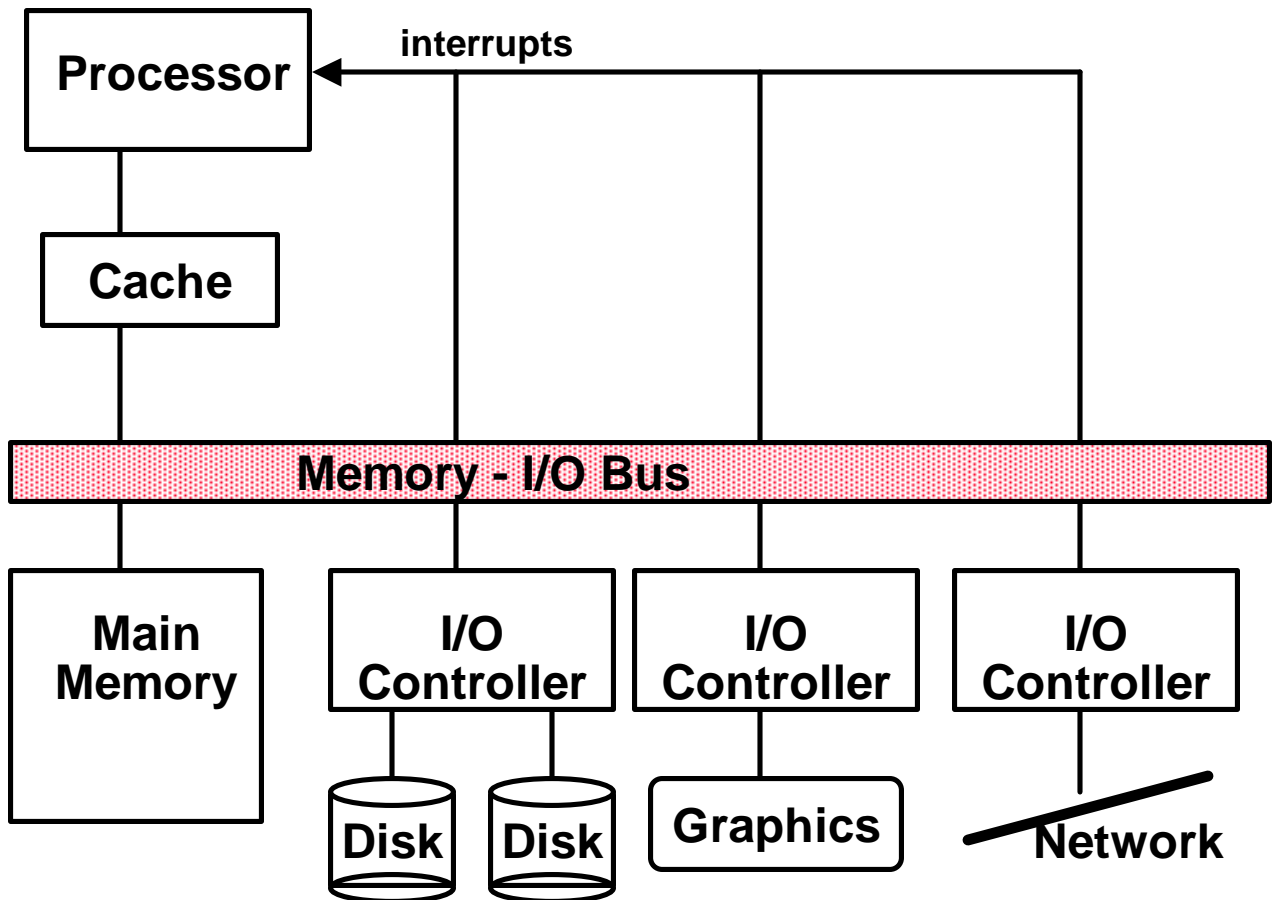 interrupts
Processor
Cache
Memory - I/O Bus
Main
Memory
I/O
Controller
I/O
Controller
I/O
Controller
Disk
Disk
Graphics
Network